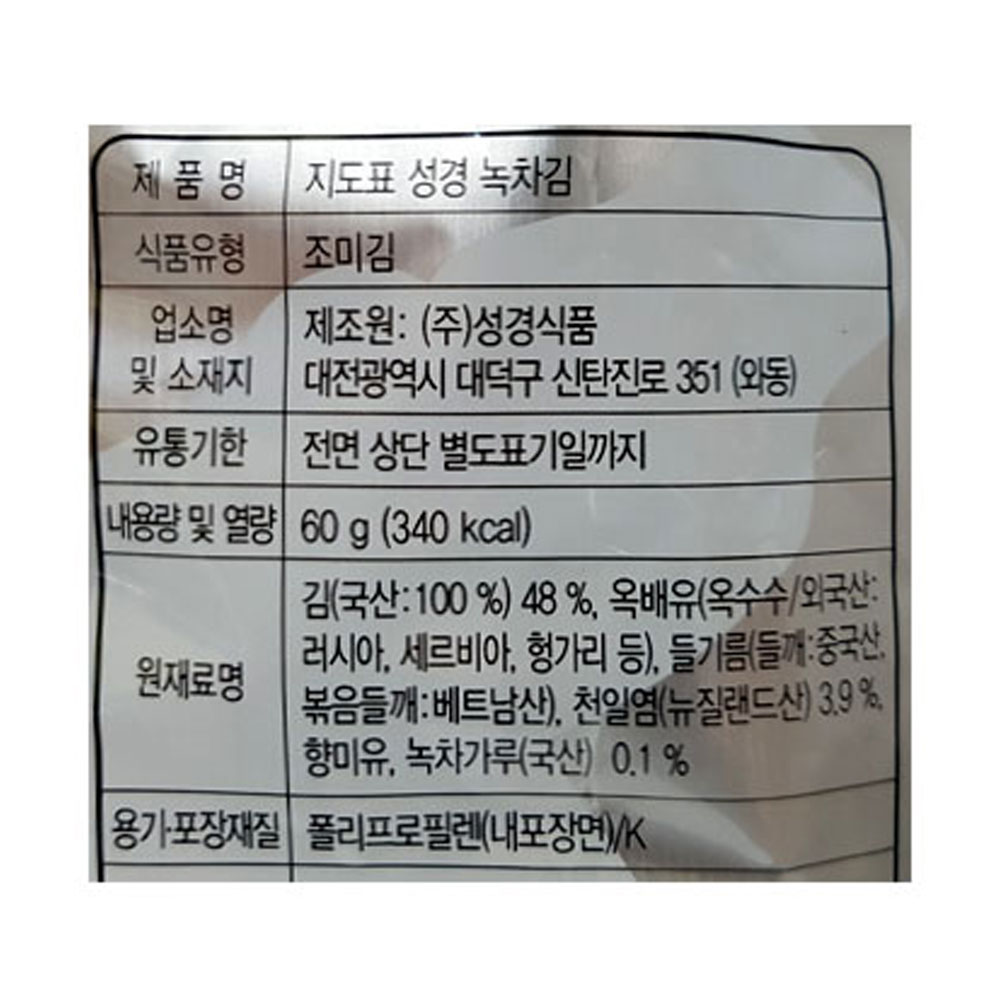 제 품 명 지도표 성경 녹차김
식품유형 조미김
업소명 제조원: (주)성경식품
및 소재지 대전광역시 대덕구 신탄진로 351 (와동)
유통기한 전면 상단 별도표기일까지
내용량 및 열량 60 g (340 kcal)
원재료명
김(국산:100 %) 48 %, 옥배유(옥수수/외국산:
러시아, 세르비아, 헝가리 등), 들기름(들깨:중국산,
볶음들깨:베트남산), 천일염(뉴질랜드산) 3.9 %,
향미유, 녹차가루(국산) 0.1 %
용기·포장재질 폴리프로필렌(내포장면)/K